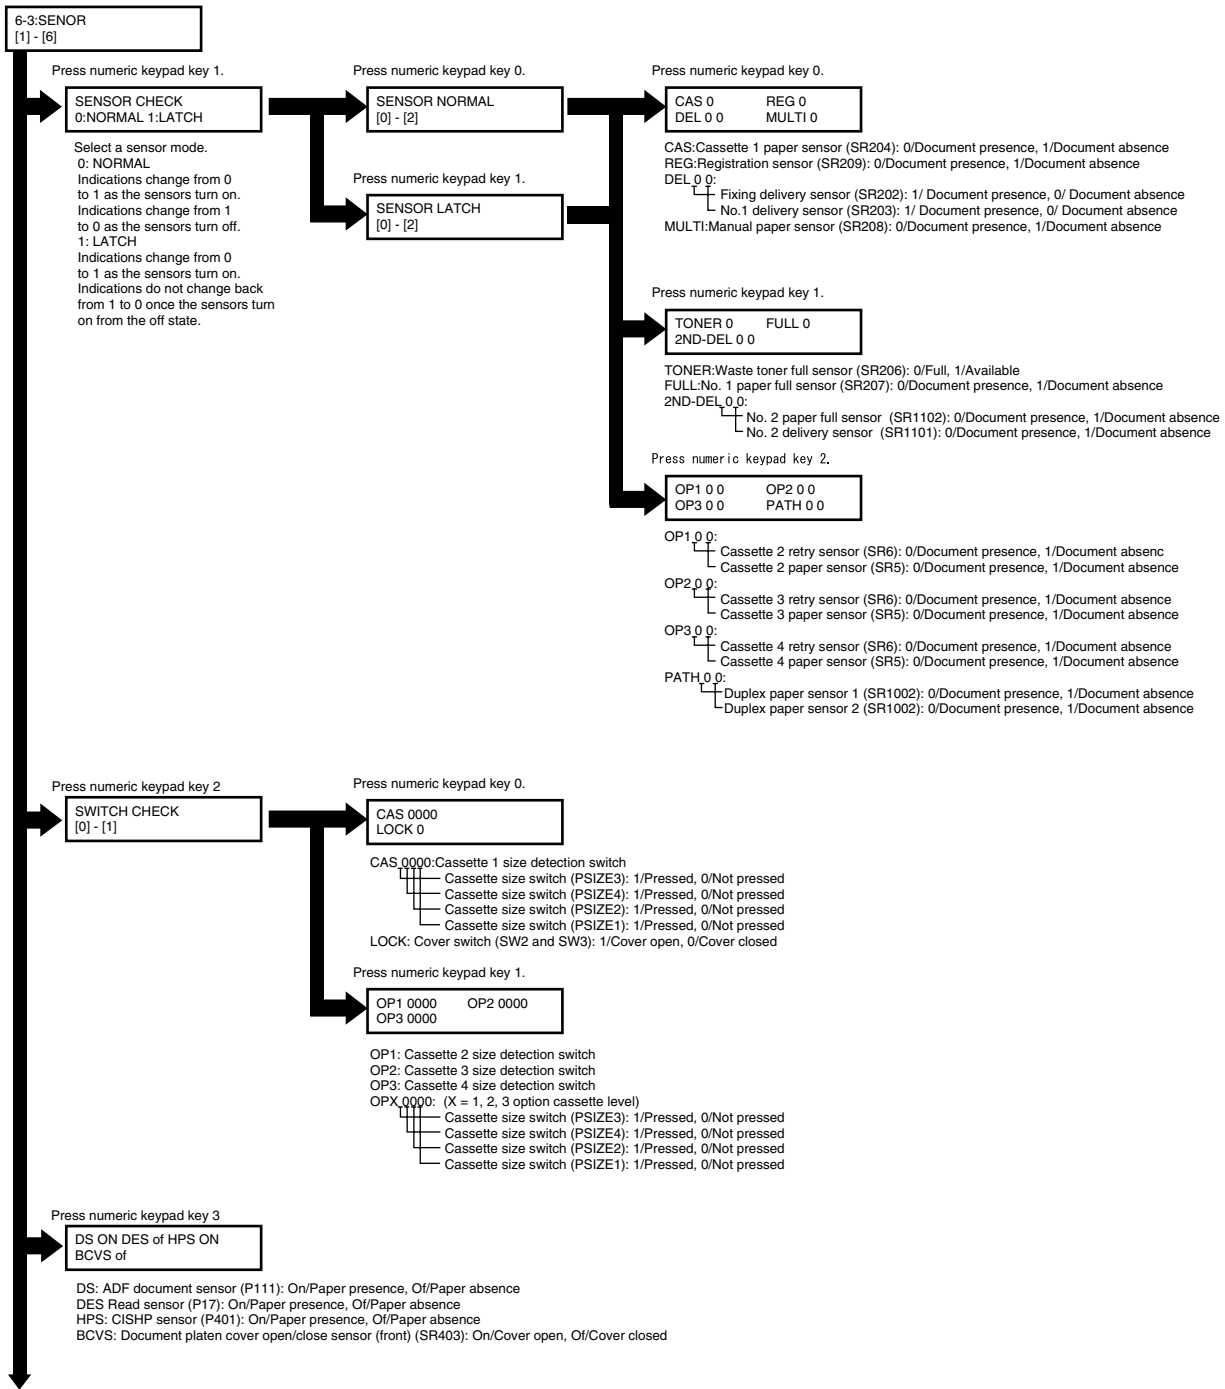 6-3:SENOR
[1] - [6]
Press numeric keypad key 1.
SENSOR CHECK
0:NORMAL 1:LATCH
Select a sensor mode.
0: NORMAL
Indications change from 0
to 1 as the sensors turn on.
Indications change from 1
to 0 as the sensors turn off.
1: LATCH
Indications change from 0
to 1 as the sensors turn on.
Indications do not change back
from 1 to 0 once the sensors turn
on from the off state.
Press numeric keypad key 0.
SENSOR NORMAL
[0] - [2]
Press numeric keypad key 1.
SENSOR LATCH
[0] - [2]
Press numeric keypad key 0.
CAS 0 REG 0
DEL 0 0 MULTI 0
CAS:Cassette 1 paper sensor (SR204): 0/Document presence, 1/Document absence
REG:Registration sensor (SR209): 0/Document presence, 1/Document absence
DEL 0 0:
Fixing delivery sensor (SR202): 1/ Document presence, 0/ Document absence
No.1 delivery sensor (SR203): 1/ Document presence, 0/ Document absence
MULTI:Manual paper sensor (SR208): 0/Document presence, 1/Document absence
Press numeric keypad key 1.
TONER 0 FULL 0
2ND-DEL 0 0
TONER:Waste toner full sensor (SR206): 0/Full, 1/Available
FULL:No. 1 paper full sensor (SR207): 0/Document presence, 1/Document absence
2ND-DEL 0 0:
No. 2 paper full sensor (SR1102): 0/Document presence, 1/Document absence
No. 2 delivery sensor (SR1101): 0/Document presence, 1/Document absence
Press numeric keypad key 2.
OP1 0 0 OP2 0 0
OP3 0 0 PATH 0 0
OP1 0 0:
Cassette 2 retry sensor (SR6): 0/Document presence, 1/Document absenc
Cassette 2 paper sensor (SR5): 0/Document presence, 1/Document absence
OP2 0 0:
Cassette 3 retry sensor (SR6): 0/Document presence, 1/Document absence
Cassette 3 paper sensor (SR5): 0/Document presence, 1/Document absence
OP3 0 0:
Cassette 4 retry sensor (SR6): 0/Document presence, 1/Document absence
Cassette 4 paper sensor (SR5): 0/Document presence, 1/Document absence
PATH 0 0:
Duplex paper sensor 1 (SR1002): 0/Document presence, 1/Document absence
Duplex paper sensor 2 (SR1002): 0/Document presence, 1/Document absence
Press numeric keypad key 2
SWITCH CHECK
[0] - [1]
Press numeric keypad key 0.
CAS 0000
LOCK 0
CAS 0000:Cassette 1 size detection switch
Cassette size switch (PSIZE3): 1/Pressed, 0/Not pressed
Cassette size switch (PSIZE4): 1/Pressed, 0/Not pressed
Cassette size switch (PSIZE2): 1/Pressed, 0/Not pressed
Cassette size switch (PSIZE1): 1/Pressed, 0/Not pressed
LOCK: Cover switch (SW2 and SW3): 1/Cover open, 0/Cover closed
Press numeric keypad key 1.
OP1 0000 OP2 0000
OP3 0000
OP1: Cassette 2 size detection switch
OP2: Cassette 3 size detection switch
OP3: Cassette 4 size detection switch
OPX 0000: (X = 1, 2, 3 option cassette level)
Cassette size switch (PSIZE3): 1/Pressed, 0/Not pressed
Cassette size switch (PSIZE4): 1/Pressed, 0/Not pressed
Cassette size switch (PSIZE2): 1/Pressed, 0/Not pressed
Cassette size switch (PSIZE1): 1/Pressed, 0/Not pressed
Press numeric keypad key 3
DS ON DES of HPS ON
BCVS of
DS: ADF document sensor (P111): On/Paper presence, Of/Paper absence
DES Read sensor (P17): On/Paper presence, Of/Paper absence
HPS: CISHP sensor (P401): On/Paper presence, Of/Paper absence
BCVS: Document platen cover open/close sensor (front) (SR403): On/Cover open, Of/Cover closed